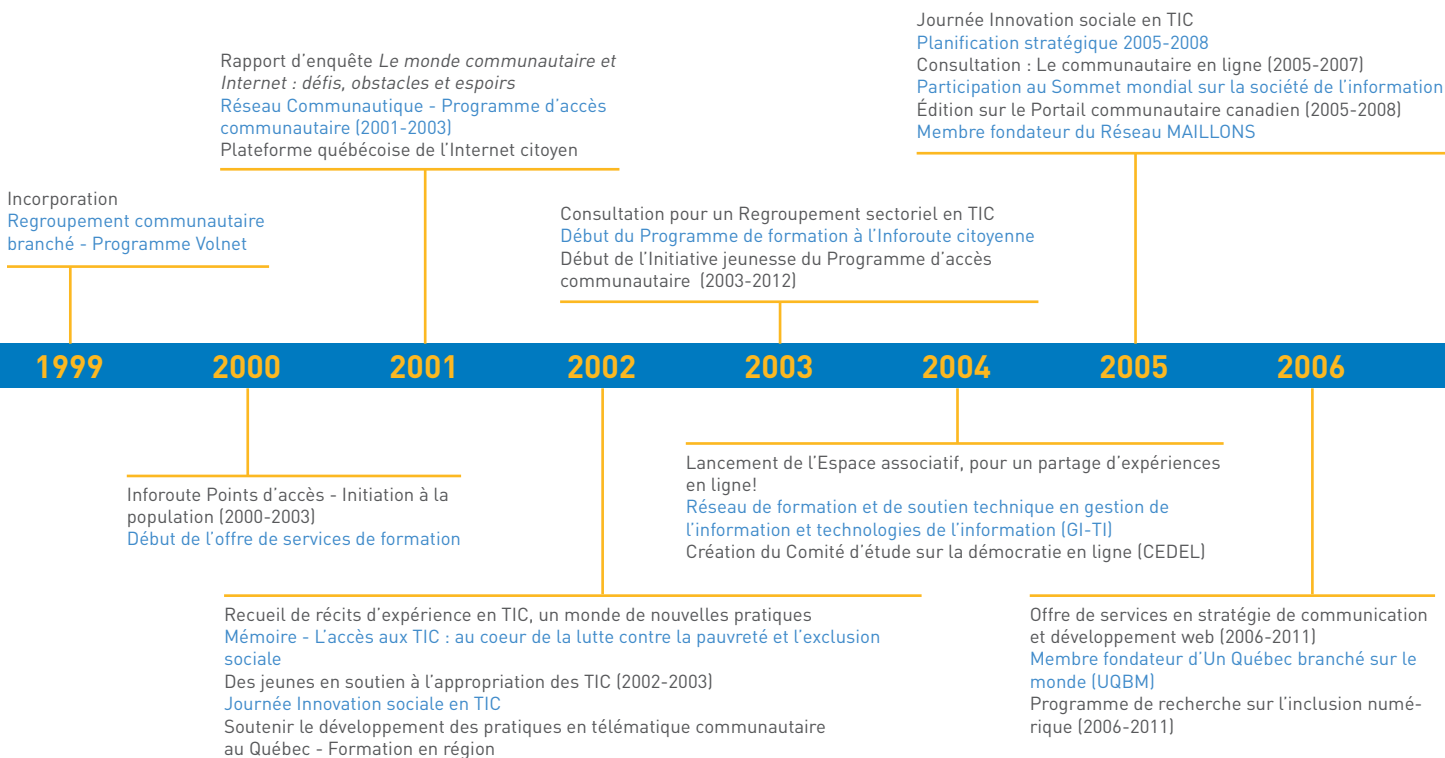 Journée Innovation sociale en TIC
Planification stratégique 2005-2008
Consultation : Le communautaire en ligne (2005-2007)
Participation au Sommet mondial sur la société de l'information
Édition sur le Portail communautaire canadien (2005-2008)
Membre fondateur du Réseau MAILLONS
Rapport d'enquête Le monde communautaire et
Internet : défis, obstacles et espoirs
Réseau Communautique - Programme d'accès
communautaire (2001-2003)
Plateforme québécoise de l'Internet citoyen
Incorporation
Regroupement communautaire
branché - Programme Volnet
Consultation pour un Regroupement sectoriel en TIC
Début du Programme de formation à l'Inforoute citoyenne
Début de l'Initiative jeunesse du Programme d'accès
communautaire (2003-2012)
1999 2000 2001 2002 2003 2004 2005 2006
Inforoute Points d'accès - Initiation à la
population (2000-2003)
Début de l'offre de services de formation
Lancement de l'Espace associatif, pour un partage d'expériences
en ligne!
Réseau de formation et de soutien technique en gestion de
l'information et technologies de l'information (GI-TI)
Création du Comité d'étude sur la démocratie en ligne (CEDEL)
Recueil de récits d'expérience en TIC, un monde de nouvelles pratiques
Mémoire - L'accès aux TIC : au coeur de la lutte contre la pauvreté et l'exclusion
sociale
Des jeunes en soutien à l'appropriation des TIC (2002-2003)
Journée Innovation sociale en TIC
Soutenir le développement des pratiques en télématique communautaire
au Québec - Formation en région
Offre de services en stratégie de communication
et développement web (2006-2011)
Membre fondateur d'Un Québec branché sur le
monde (UQBM)
Programme de recherche sur l'inclusion numé-
rique (2006-2011)